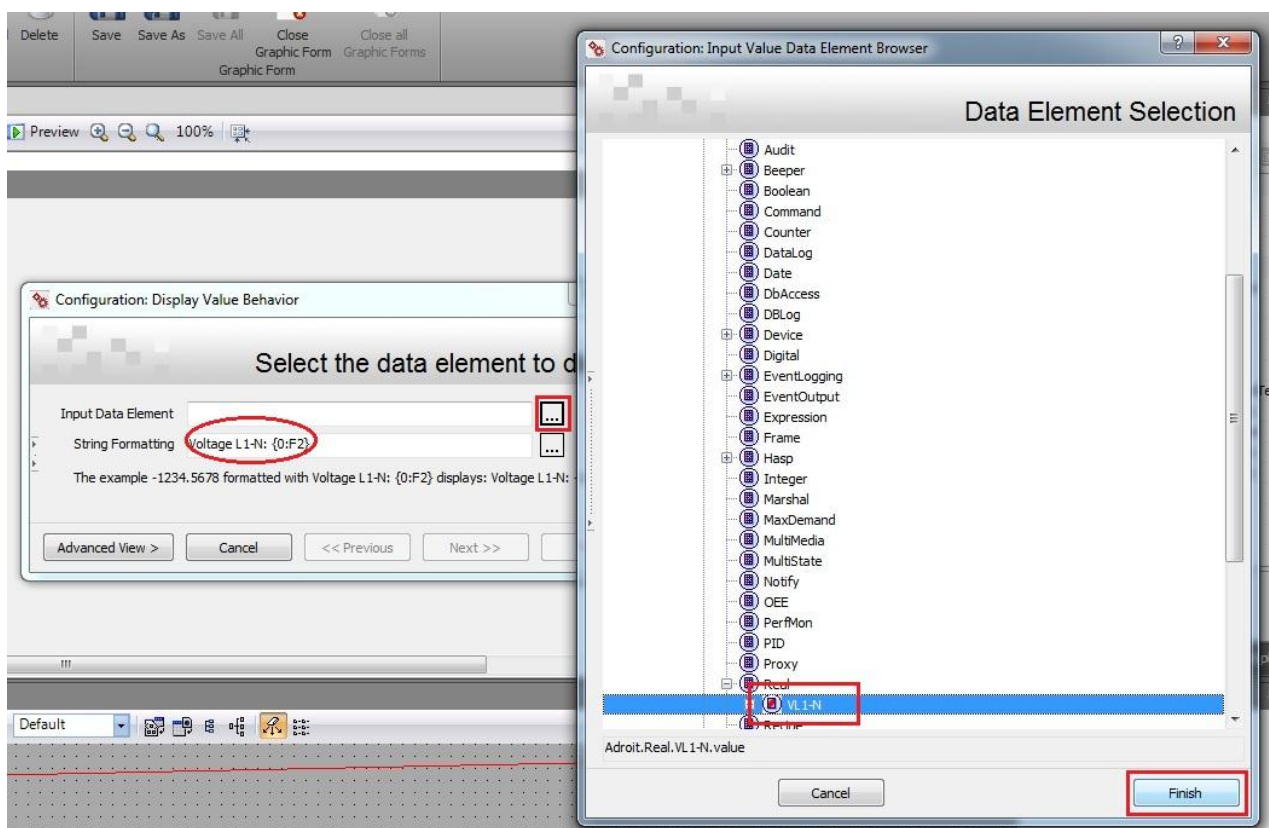 Delete Save Save As Save All Close Close all
Graphic Form Graphic Forms
Graphic Form
Preview 100%
Configuration: Display Value Behavior
Select the data element to d
Input Data Element ...
String Formatting Voltage L1-N: {0:F2} ...
The example -1234.5678 formatted with Voltage L1-N: {0:F2} displays: Voltage L1-N:
Advanced View > Cancel << Previous Next >>
Default
Configuration: Input Value Data Element Browser
Data Element Selection
Audit
Beeper
Boolean
Command
Counter
DataLog
Date
DbAccess
DBLog
Device
Digital
EventLogging
EventOutput
Expression
Frame
Hasp
Integer
Marshal
MaxDemand
MultiMedia
MultiState
Notify
OEE
PerfMon
PID
Proxy
Real
VL1-N
Recipe
Adroit.Real.VL1-N.value
Cancel Finish